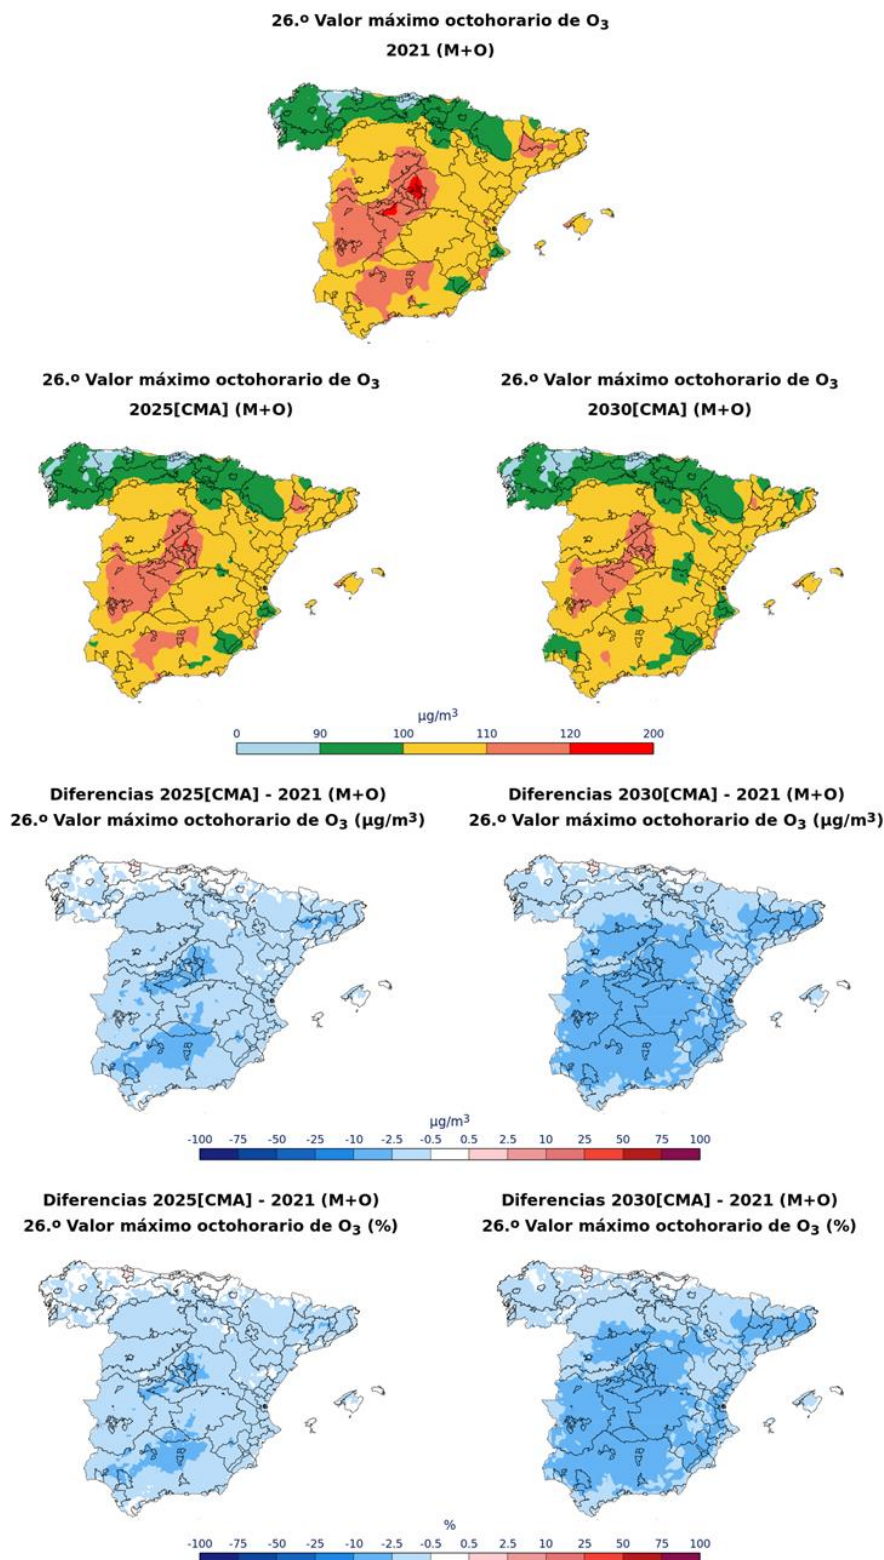 26.º Valor máximo octohorario de O₃
2021 (M+O)
26.º Valor máximo octohorario de O₃
2025[CMA] (M+O)
26.º Valor máximo octohorario de O₃
2030[CMA] (M+O)
µg/m³
0 90 100 110 120 200
Diferencias 2025[CMA] - 2021 (M+O)
26.º Valor máximo octohorario de O₃ (µg/m³)
Diferencias 2030[CMA] - 2021 (M+O)
26.º Valor máximo octohorario de O₃ (µg/m³)
µg/m³
-100 -75 -50 -25 -10 -2.5 -0.5 0.5 2.5 10 25 50 75 100
Diferencias 2025[CMA] - 2021 (M+O)
26.º Valor máximo octohorario de O₃ (%)
Diferencias 2030[CMA] - 2021 (M+O)
26.º Valor máximo octohorario de O₃ (%)
%
-100 -75 -50 -25 -10 -2.5 -0.5 0.5 2.5 10 25 50 75 100